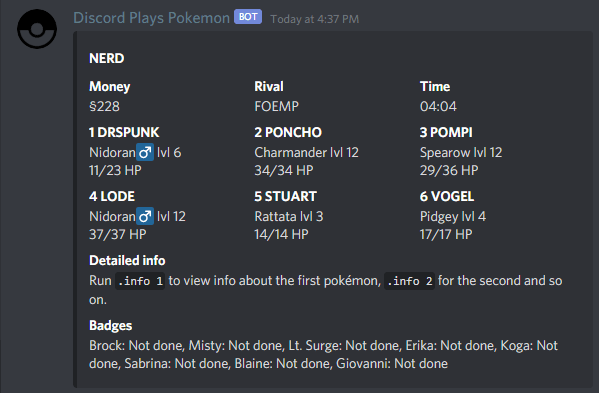 Discord Plays Pokemon BOT Today at 4:37 PM
NERD
Money Rival Time
§228 FOEMP 04:04
1 DRSPUNK 2 PONCHO 3 POMPI
Nidoran♂ lvl 6 Charmander lvl 12 Spearow lvl 12
11/23 HP 34/34 HP 29/36 HP
4 LODE 5 STUART 6 VOGEL
Nidoran♂ lvl 12 Rattata lvl 3 Pidgey lvl 4
37/37 HP 14/14 HP 17/17 HP
Detailed info
Run .info 1 to view info about the first pokémon, .info 2 for the second and so
on.
Badges
Brock: Not done, Misty: Not done, Lt. Surge: Not done, Erika: Not done, Koga: Not
done, Sabrina: Not done, Blaine: Not done, Giovanni: Not done